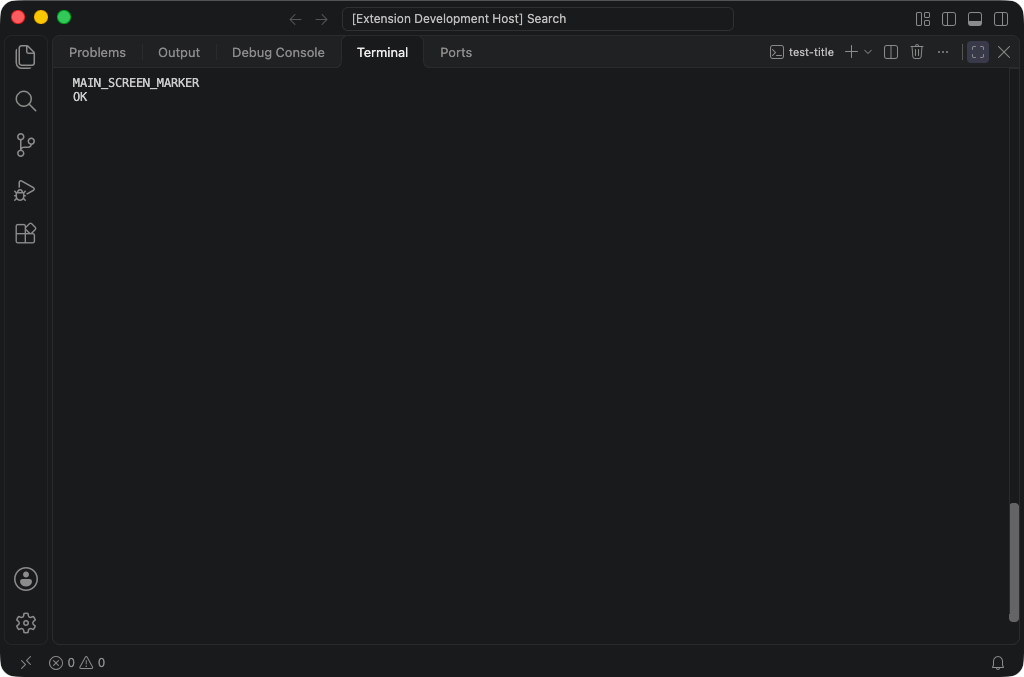 [Extension Development Host] Search
Problems Output Debug Console Terminal Ports test-title
MAIN_SCREEN_MARKER
OK
0 0